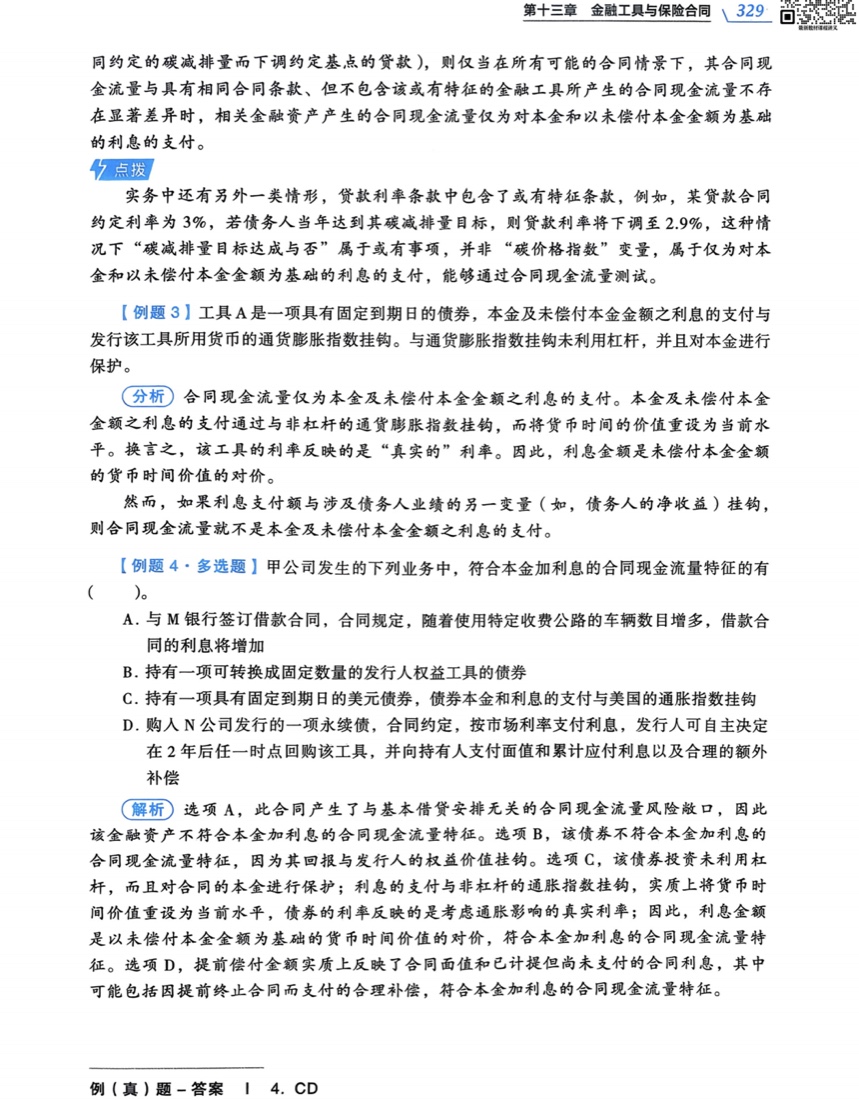 第十三章 金融工具与保险合同 329
同约定的碳减排量而下调约定基点的贷款），则仅当在所有可能的合同情景下，其合同现
金流量与具有相同合同条款、但不包含该或有特征的金融工具所产生的合同现金流量不存
在显著差异时，相关金融资产产生的合同现金流量仅为对本金和以未偿付本金金额为基础
的利息的支付。
点拨
实务中还有另外一类情形，贷款利率条款中包含了或有特征条款，例如，某贷款合同
约定利率为 3%，若债务人当年达到其碳减排量目标，则贷款利率将下调至 2.9%，这种情
况下“碳减排量目标达成与否”属于或有事项，并非“碳价格指数”变量，属于仅为对本
金和以未偿付本金金额为基础的利息的支付，能够通过合同现金流量测试。
【例题 3】工具 A 是一项具有固定到期日的债券，本金及未偿付本金金额之利息的支付与
发行该工具所用货币的通货膨胀指数挂钩。与通货膨胀指数挂钩未利用杠杆，并且对本金进行
保护。
分析 合同现金流量仅为本金及未偿付本金金额之利息的支付。本金及未偿付本金
金额之利息的支付通过与非杠杆的通货膨胀指数挂钩，而将货币时间的价值重设为当前水
平。换言之，该工具的利率反映的是“真实的”利率。因此，利息金额是未偿付本金金额
的货币时间价值的对价。
然而，如果利息支付额与涉及债务人业绩的另一变量（如，债务人的净收益）挂钩，
则合同现金流量就不是本金及未偿付本金金额之利息的支付。
【例题 4·多选题】甲公司发生的下列业务中，符合本金加利息的合同现金流量特征的有
（ ）。
A. 与 M 银行签订借款合同，合同规定，随着使用特定收费公路的车辆数目增多，借款合
同的利息将增加
B. 持有一项可转换成固定数量的发行人权益工具的债券
C. 持有一项具有固定到期日的美元债券，债券本金和利息的支付与美国的通胀指数挂钩
D. 购入 N 公司发行的一项永续债，合同约定，按市场利率支付利息，发行人可自主决定
在 2 年后任一时点回购该工具，并向持有人支付面值和累计应付利息以及合理的额外
补偿
解析 选项 A，此合同产生了与基本借贷安排无关的合同现金流量风险敞口，因此
该金融资产不符合本金加利息的合同现金流量特征。选项 B，该债券不符合本金加利息的
合同现金流量特征，因为其回报与发行人的权益价值挂钩。选项 C，该债券投资未利用杠
杆，而且对合同的本金进行保护；利息的支付与非杠杆的通胀指数挂钩，实质上将货币时
间价值重设为当前水平，债券的利率反映的是考虑通胀影响的真实利率；因此，利息金额
是以未偿付本金金额为基础的货币时间价值的对价，符合本金加利息的合同现金流量特
征。选项 D，提前偿付金额实质上反映了合同面值和已计提但尚未支付的合同利息，其中
可能包括因提前终止合同而支付的合理补偿，符合本金加利息的合同现金流量特征。
例（真）题－答案 | 4. CD